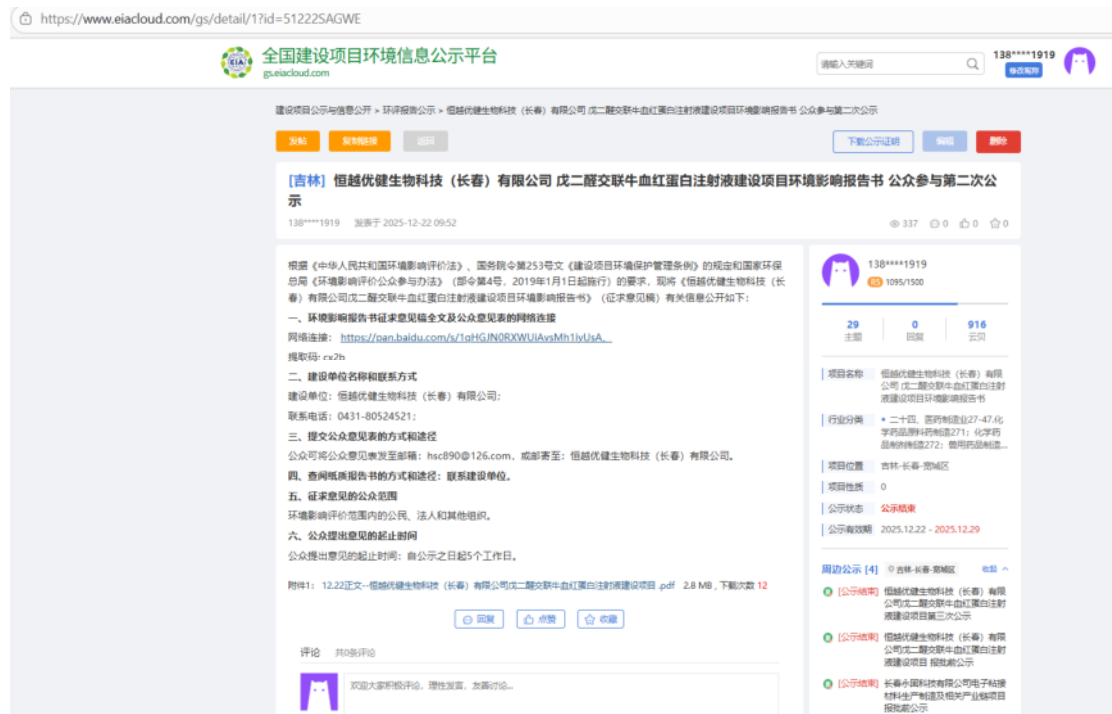 https://www.eiacloud.com/gs/detail/1?id=51222SAGWE
全国建设项目环境信息公示平台
gs.eiacloud.com
请输入关键词
138****1919
修改昵称
建设项目公示与信息公开 > 环评报告公示 > 恒越优健生物科技（长春）有限公司 戊二醛交联牛血红蛋白注射液建设项目环境影响报告书 公众参与第二次公示
发帖
复制链接
返回
下载公示证明
编辑
删除
[吉林] 恒越优健生物科技（长春）有限公司 戊二醛交联牛血红蛋白注射液建设项目环境影响报告书 公众参与第二次公
示
138****1919 发表于 2025-12-22 09:52
337 0 0 0
根据《中华人民共和国环境影响评价法》、国务院令第253号文《建设项目环境保护管理条例》的规定和国家环保
总局《环境影响评价公众参与办法》（部令第4号，2019年1月1日起施行）的要求，现将《恒越优健生物科技（长
春）有限公司戊二醛交联牛血红蛋白注射液建设项目环境影响报告书》（征求意见稿）有关信息公开如下：
一、环境影响报告书征求意见稿全文及公众意见表的网络连接
网络连接： https://pan.baidu.com/s/1qHGJN0RXWUiAvsMh1iyUsA
提取码: cx2h
二、建设单位名称和联系方式
建设单位：恒越优健生物科技（长春）有限公司;
联系电话：0431-80524521;
三、提交公众意见表的方式和途径
公众可将公众意见表发至邮箱：hsc890@126.com，或邮寄至：恒越优健生物科技（长春）有限公司。
四、查阅纸质报告书的方式和途径：联系建设单位。
五、征求意见的公众范围
环境影响评价范围内的公民、法人和其他组织。
六、公众提出意见的起止时间
公众提出意见的起止时间：自公示之日起5个工作日。
附件1： 12.22正文--恒越优健生物科技（长春）有限公司戊二醛交联牛血红蛋白注射液建设项目 .pdf 2.8 MB , 下载次数 12
回复
点赞
收藏
评论 共0条评论
欢迎大家积极评论，理性发言，友善讨论...
138****1919
R5 1095/1500
29 0 916
主题 回复 云贝
项目名称 恒越优健生物科技（长春）有限
公司 戊二醛交联牛血红蛋白注射
液建设项目环境影响报告书
行业分类 • 二十四、医药制造业27-47.化
学药品原料药制造271；化学药
品制剂制造272；兽用药品制造...
项目位置 吉林-长春-宽城区
项目性质 0
公示状态 公示结束
公示有效期 2025.12.22 - 2025.12.29
周边公示 [4] 吉林-长春-宽城区 收起
[公示结束] 恒越优健生物科技（长春）有限
公司戊二醛交联牛血红蛋白注射
液建设项目第三次公示
[公示结束] 恒越优健生物科技（长春）有限
公司戊二醛交联牛血红蛋白注射
液建设项目 报批前公示
[公示结束] 长春永固科技有限公司电子粘接
材料生产制造及相关产业链项目
报批前公示